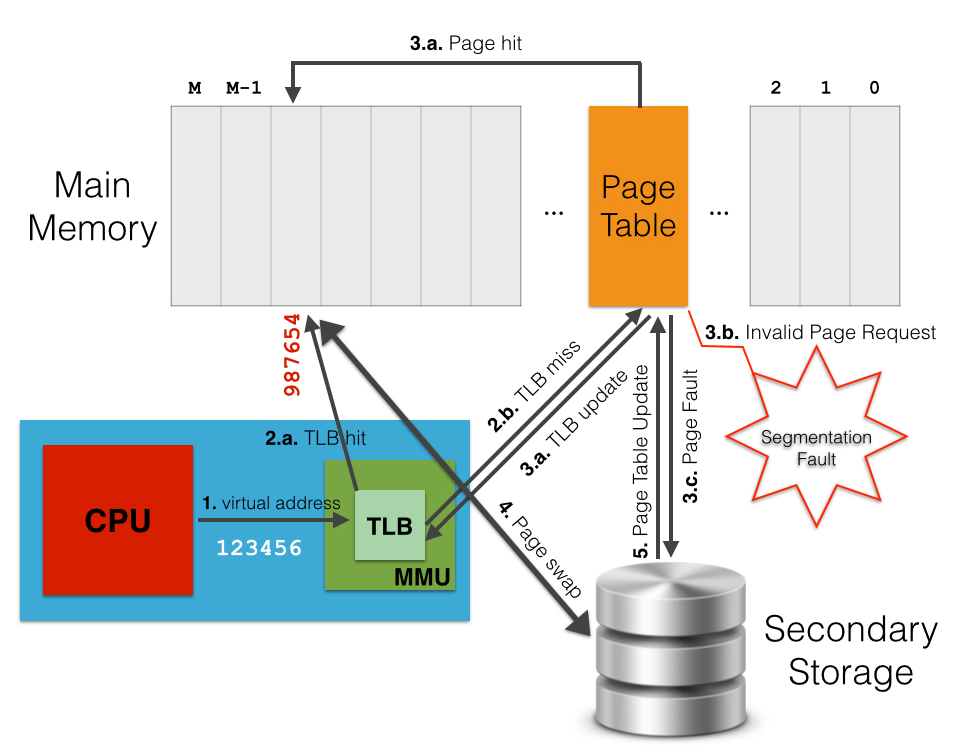 3.a. Page hit
M M-1
2 1 0
Main
Memory
...
Page
Table
...
987654
3.b. Invalid Page Request
Segmentation
Fault
2.b. TLB miss
3.a. TLB update
5. Page Table Update
3.c. Page Fault
2.a. TLB hit
CPU
1. virtual address
123456
TLB
MMU
4. Page swap
Secondary
Storage